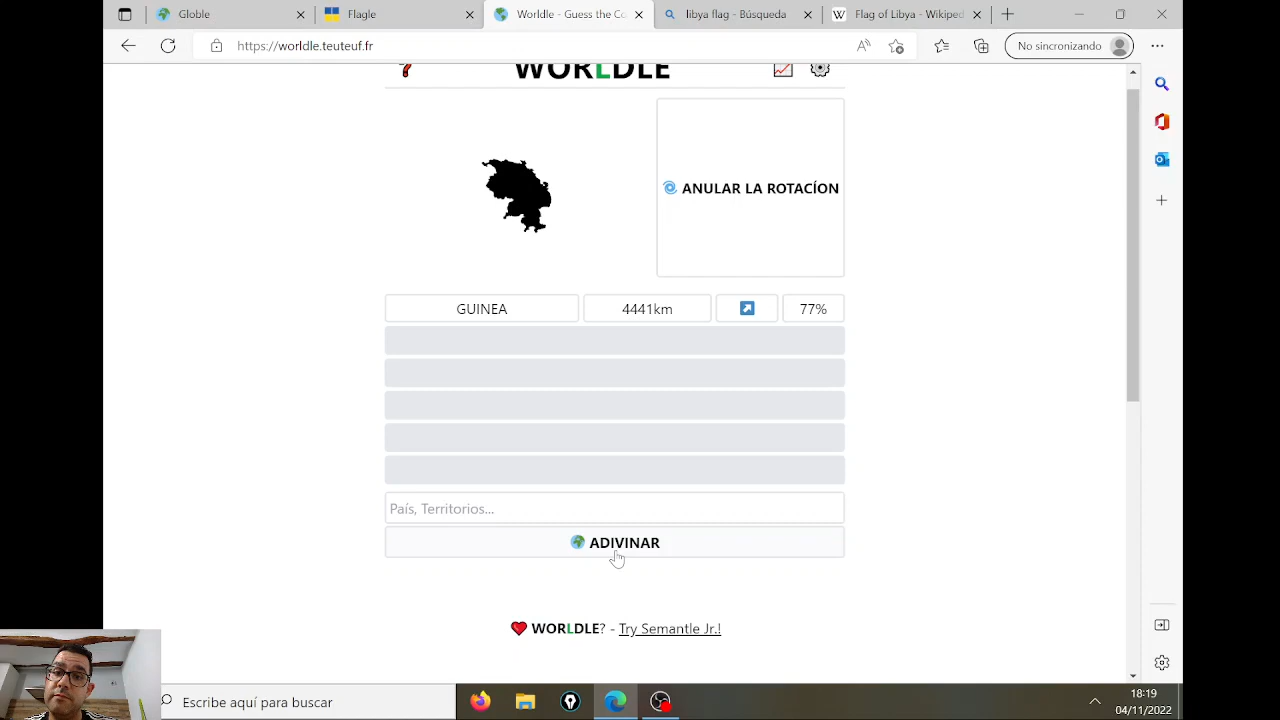 Globle
Flagle
Worldle - Guess the Co
libya flag - Búsqueda
Flag of Libya - Wikiped
https://worldle.teuteuf.fr
No sincronizando
?
WORLDLE
ANULAR LA ROTACÍON
GUINEA 4441km 77%
País, Territorios...
ADIVINAR
WORLDLE? - Try Semantle Jr.!
Escribe aquí para buscar
18:19
04/11/2022